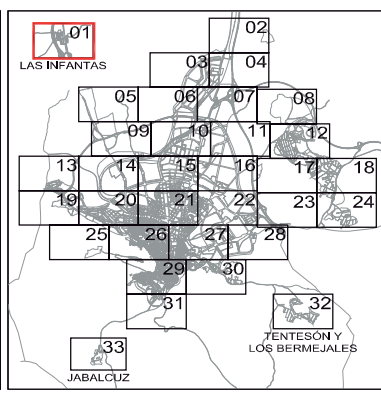 01
02
LAS INFANTAS
03 04
05 06 07 08
09 10 11 12
13 14 15 16 17 18
19 20 21 22 23 24
25 26 27 28
29 30
31 32
TENTESÓN Y
LOS BERMEJALES
33
JABALCUZ